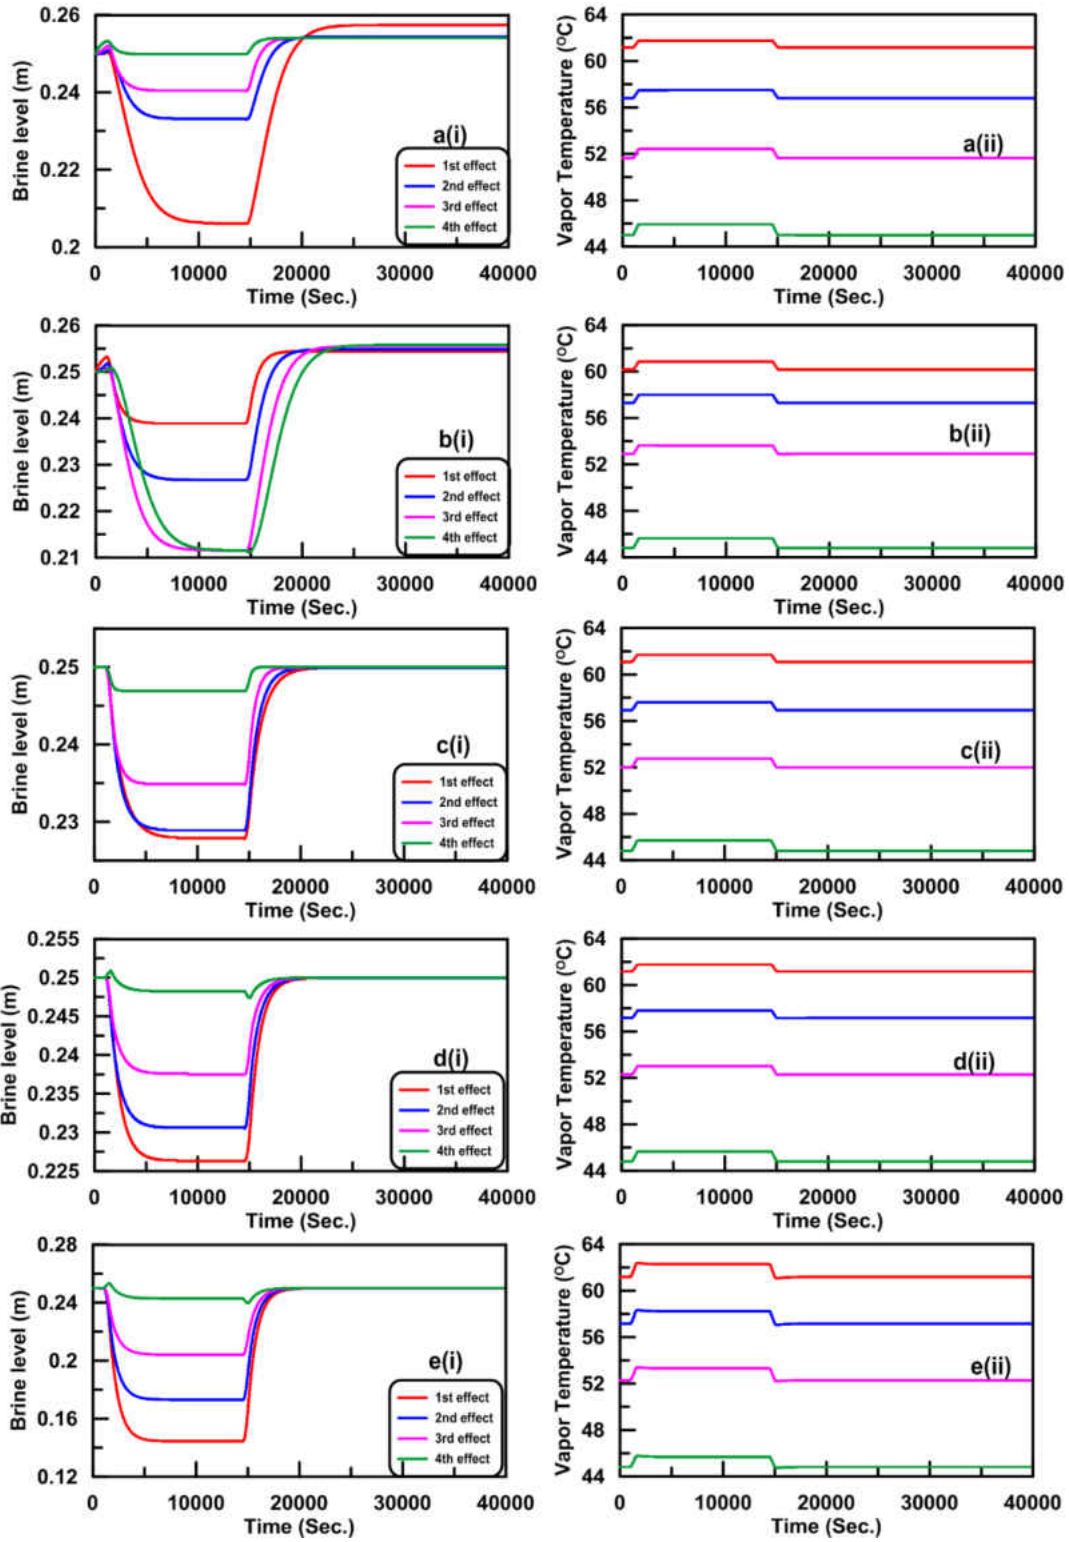 0.26
0.24
0.22
0.2
Brine level (m)
a(i)
1st effect
2nd effect
3rd effect
4th effect
0 10000 20000 30000 40000
Time (Sec.)
64
60
56
52
48
44
Vapor Temperature (°C)
a(ii)
0 10000 20000 30000 40000
Time (Sec.)
0.26
0.25
0.24
0.23
0.22
0.21
Brine level (m)
b(i)
1st effect
2nd effect
3rd effect
4th effect
0 10000 20000 30000 40000
Time (Sec.)
64
60
56
52
48
44
Vapor Temperature (°C)
b(ii)
0 10000 20000 30000 40000
Time (Sec.)
0.25
0.24
0.23
Brine level (m)
c(i)
1st effect
2nd effect
3rd effect
4th effect
0 10000 20000 30000 40000
Time (Sec.)
64
60
56
52
48
44
Vapor Temperature (°C)
c(ii)
0 10000 20000 30000 40000
Time (Sec.)
0.255
0.25
0.245
0.24
0.235
0.23
0.225
Brine level (m)
d(i)
1st effect
2nd effect
3rd effect
4th effect
0 10000 20000 30000 40000
Time (Sec.)
64
60
56
52
48
44
Vapor Temperature (°C)
d(ii)
0 10000 20000 30000 40000
Time (Sec.)
0.28
0.24
0.2
0.16
0.12
Brine level (m)
e(i)
1st effect
2nd effect
3rd effect
4th effect
0 10000 20000 30000 40000
Time (Sec.)
64
60
56
52
48
44
Vapor Temperature (°C)
e(ii)
0 10000 20000 30000 40000
Time (Sec.)